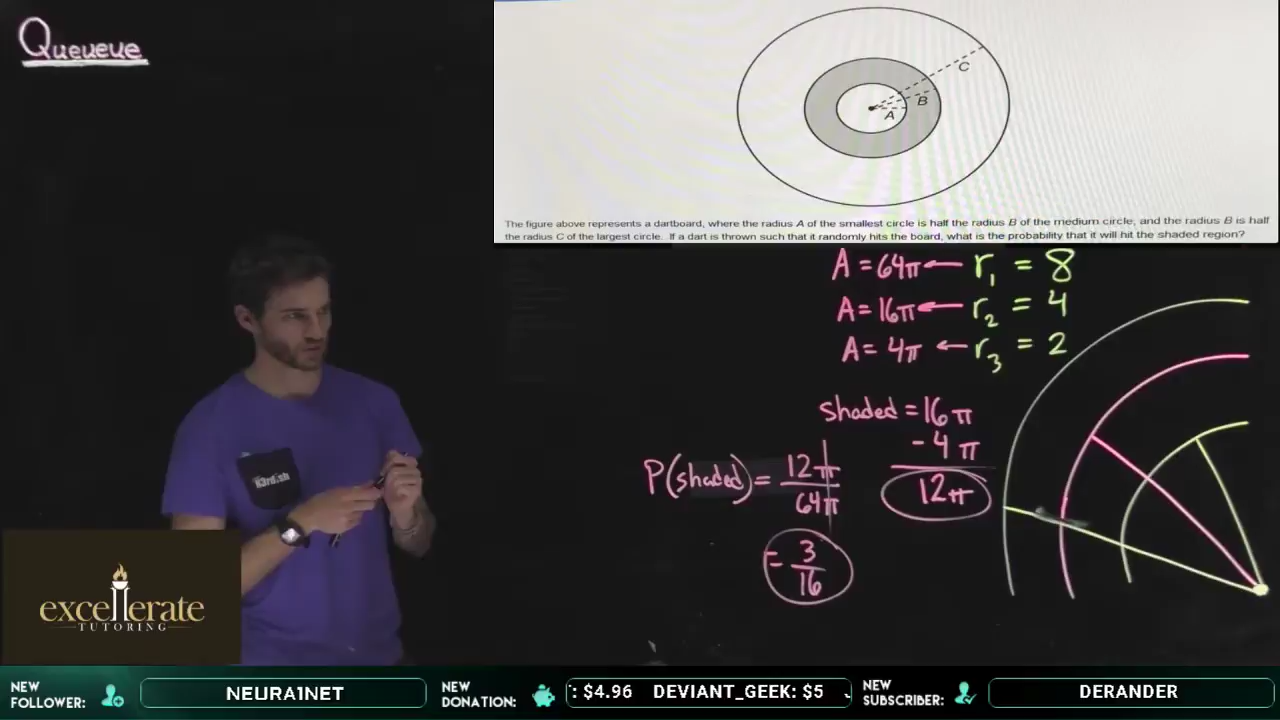 Queueue
C
B
A
The figure above represents a dartboard, where the radius A of the smallest circle is half the radius B of the medium circle, and the radius B is half
the radius C of the largest circle. If a dart is thrown such that it randomly hits the board, what is the probability that it will hit the shaded region?
A = 64π ← r₁ = 8
A = 16π ← r₂ = 4
A = 4π ← r₃ = 2
shaded = 16π
- 4π
12π
P(shaded) = 12π
64π
= 3
16
excellerate
TUTORING
NEW FOLLOWER: NEURA1NET
NEW DONATION: : $4.96 DEVIANT_GEEK: $5
NEW SUBSCRIBER: DERANDER